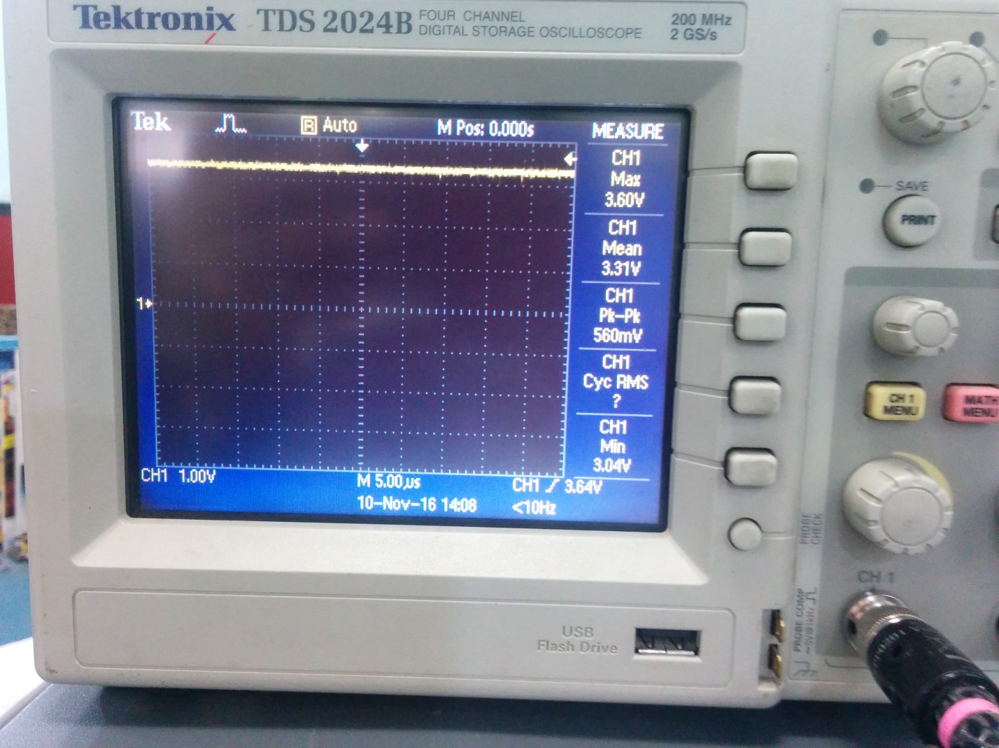 Tektronix TDS 2024B FOUR CHANNEL DIGITAL STORAGE OSCILLOSCOPE 200 MHz 2 GS/s
Tek R Auto M Pos: 0.000s MEASURE
CH1
Max
3.60V
CH1
Mean
3.31V
CH1
Pk-Pk
560mV
CH1
Cyc RMS
?
CH1
Min
3.04V
1
CH1 1.00V M 5.00µs CH1 3.64V
10-Nov-16 14:08 <10Hz
SAVE
PRINT
CH 1
MENU
MATH
MENU
PROBE
CHECK
CH 1
PROBE COMP
≈5V@1kHz
USB
Flash Drive